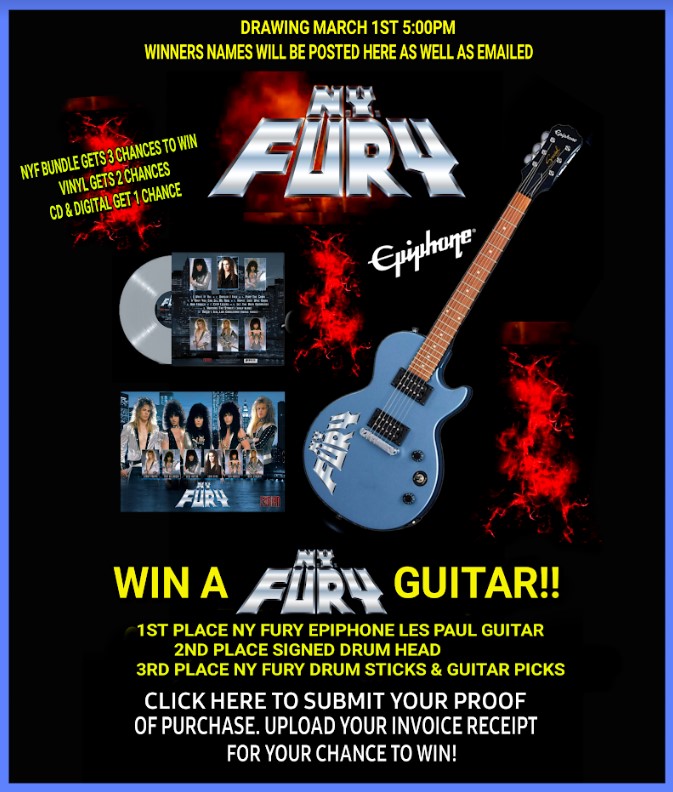 DRAWING MARCH 1ST 5:00PM
WINNERS NAMES WILL BE POSTED HERE AS WELL AS EMAILED
N.Y.
FURY
NYF BUNDLE GETS 3 CHANCES TO WIN
VINYL GETS 2 CHANCES
CD & DIGITAL GET 1 CHANCE
Epiphone
Epiphone
NY
FURY
N.Y.
FURY
WIN A N.Y. FURY GUITAR!!
1ST PLACE NY FURY EPIPHONE LES PAUL GUITAR
2ND PLACE SIGNED DRUM HEAD
3RD PLACE NY FURY DRUM STICKS & GUITAR PICKS
CLICK HERE TO SUBMIT YOUR PROOF
OF PURCHASE. UPLOAD YOUR INVOICE RECEIPT
FOR YOUR CHANCE TO WIN!